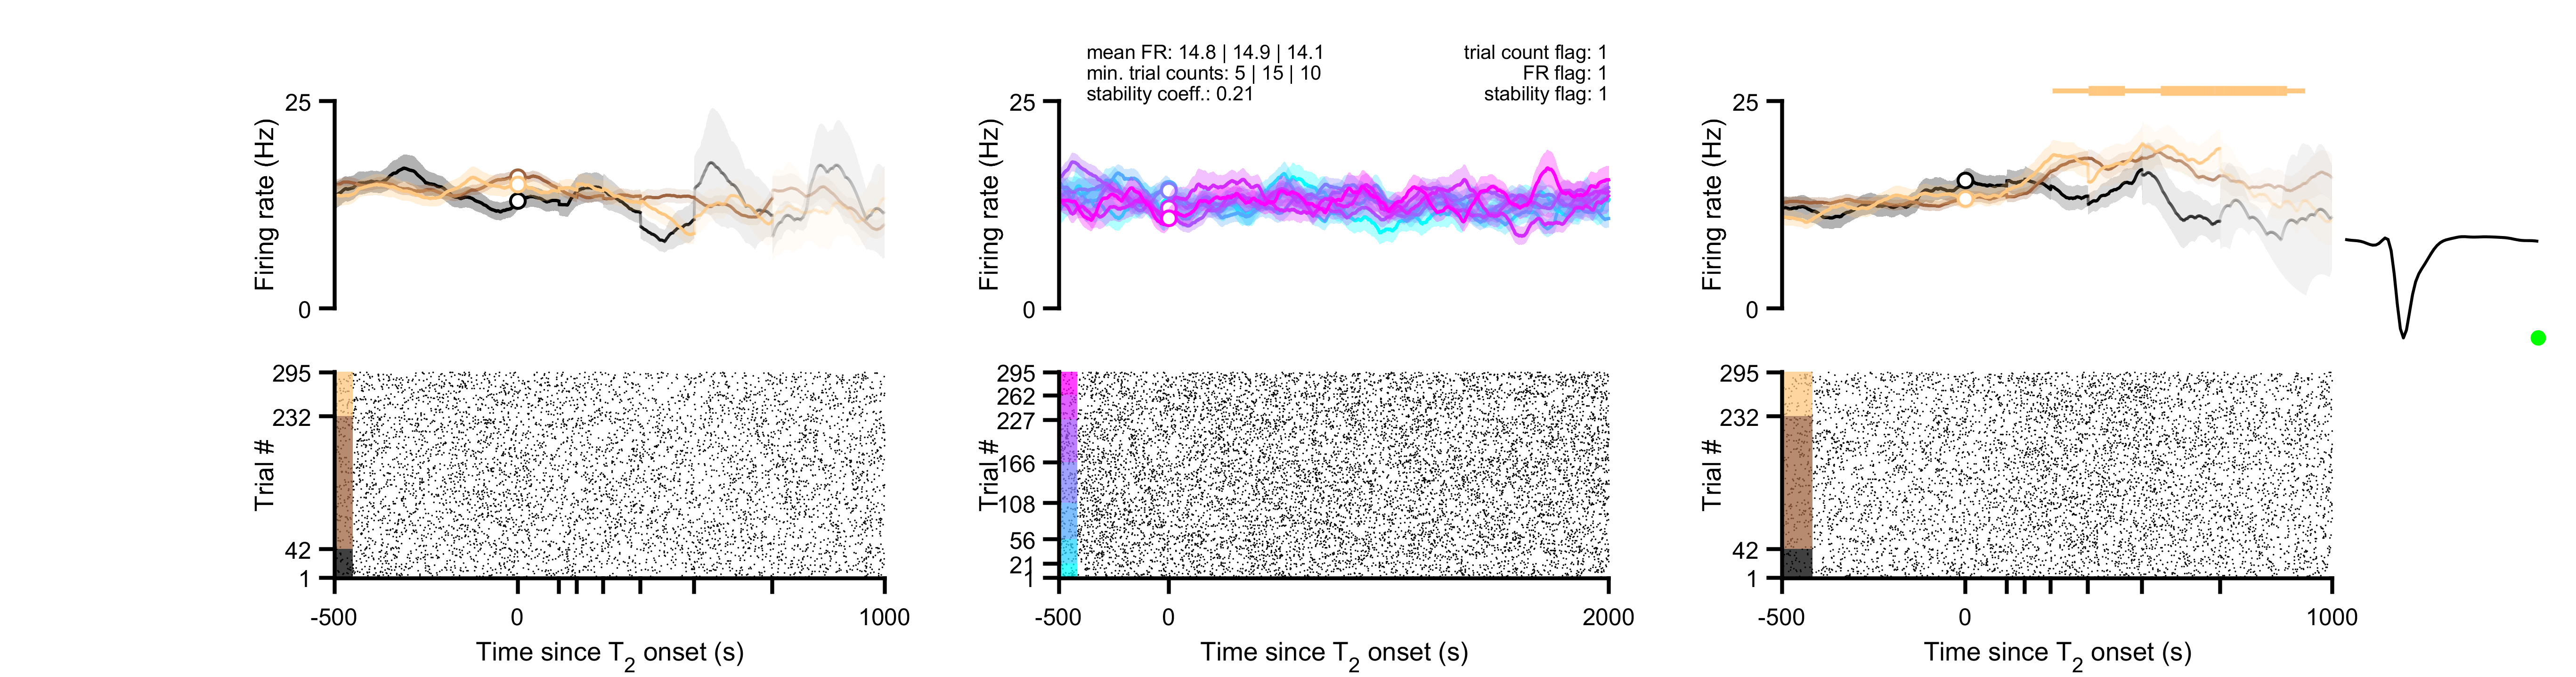 mean FR: 14.8 | 14.9 | 14.1
min. trial counts: 5 | 15 | 10
stability coeff.: 0.21
trial count flag: 1
FR flag: 1
stability flag: 1
25
0
Firing rate (Hz)
25
0
Firing rate (Hz)
25
0
Firing rate (Hz)
295
232
42
1
Trial #
-500
0
1000
Time since T2 onset (s)
295
262
227
166
108
56
21
1
Trial #
-500
0
2000
Time since T2 onset (s)
295
232
42
1
Trial #
-500
0
1000
Time since T2 onset (s)